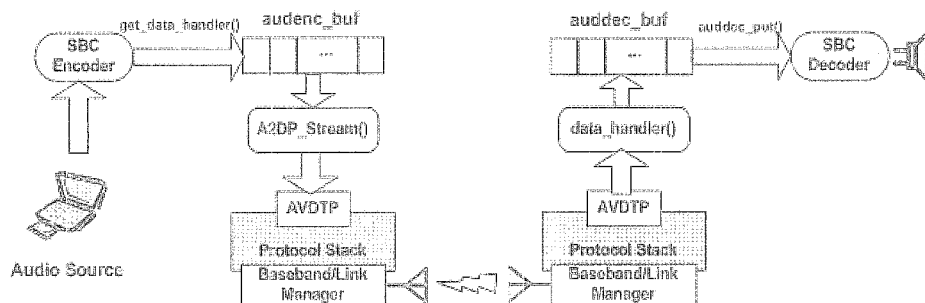 audenc_buf
auddec_buf
get_data_handler()
auddec_put()
SBC
Encoder
...
...
SBC
Decoder
A2DP_Stream()
data_handler()
AVDTP
AVDTP
Protocol Stack
Protocol Stack
Audio Source
Baseband/Link
Manager
Baseband/Link
Manager